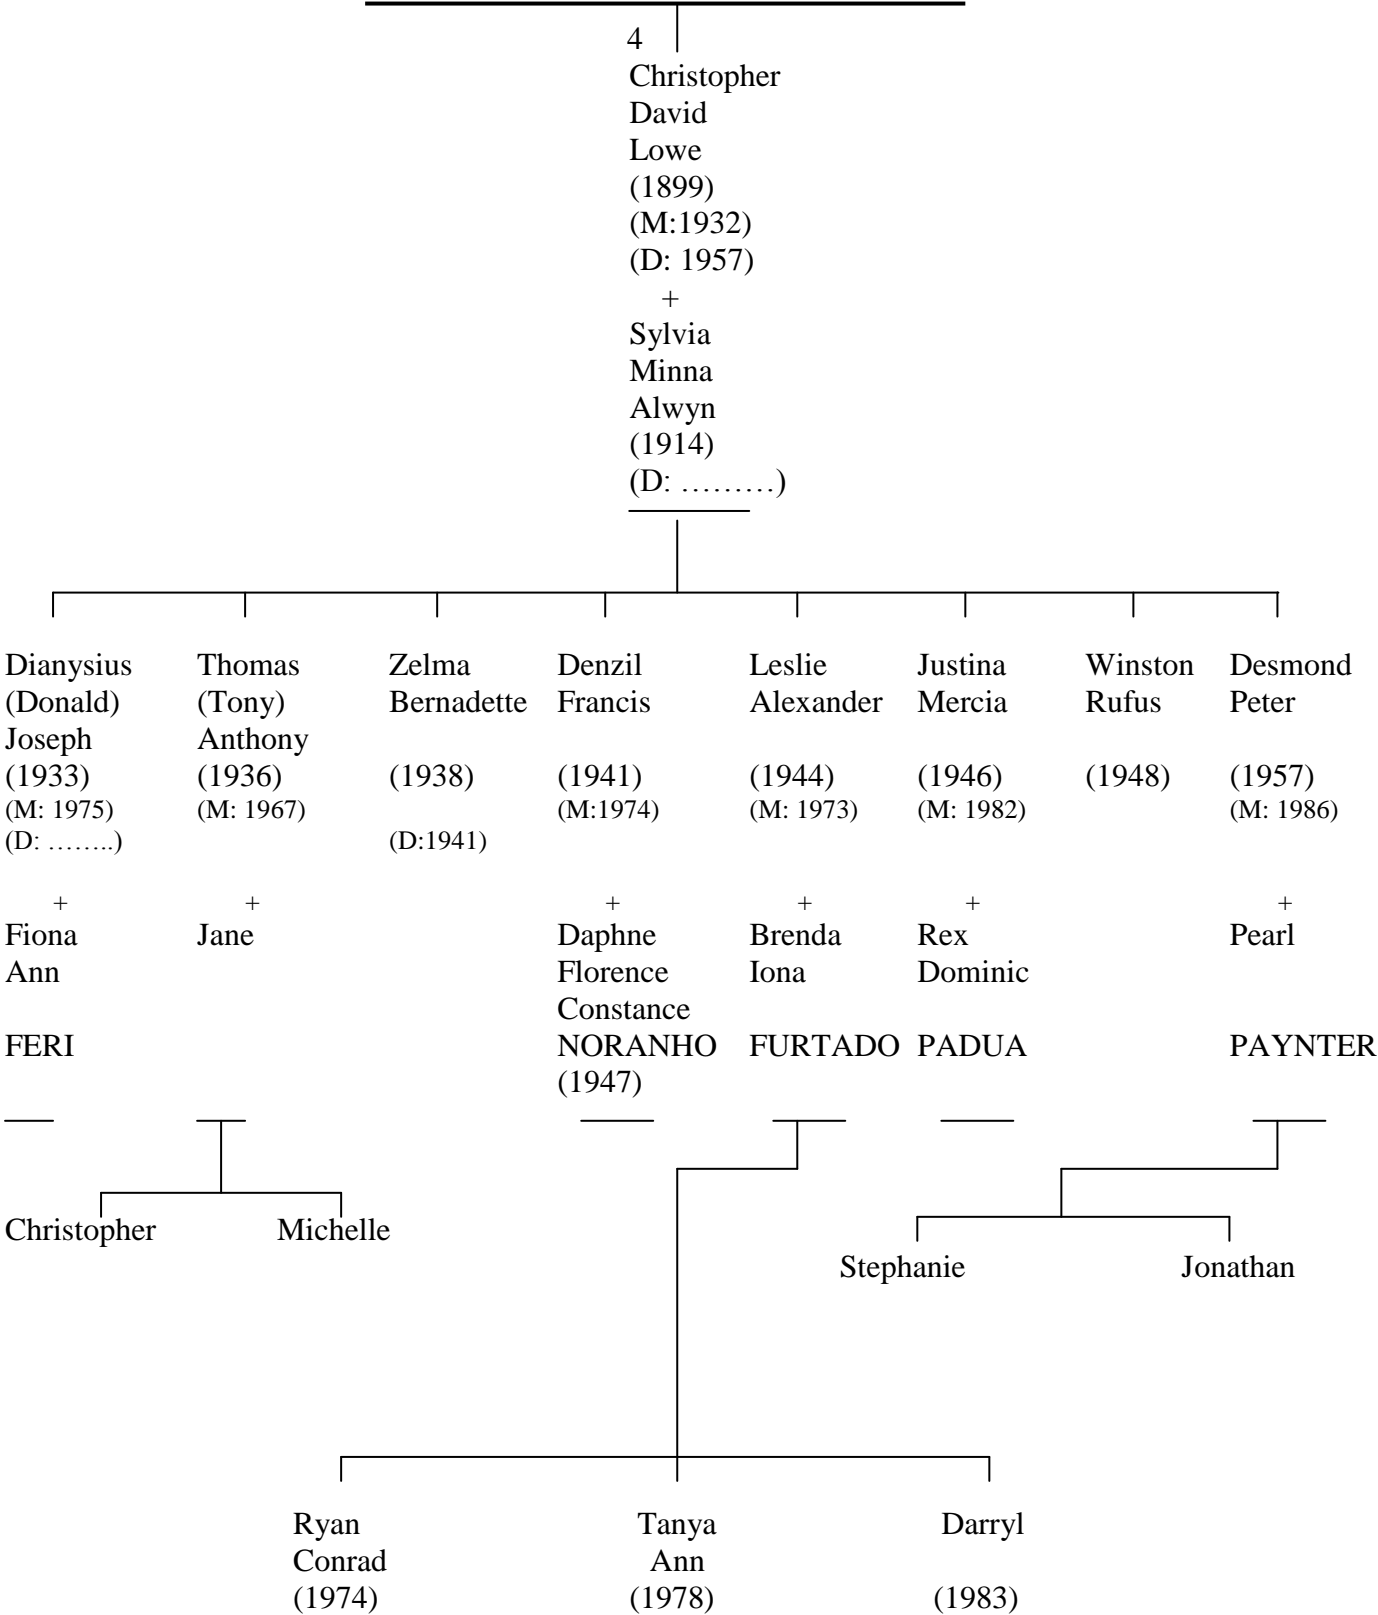 4
Christopher
David
Lowe
(1899)
(M:1932)
(D: 1957)
+
Sylvia
Minna
Alwyn
(1914)
(D: ………)
Dianysius Thomas Zelma Denzil Leslie Justina Winston Desmond
(Donald) (Tony) Bernadette Francis Alexander Mercia Rufus Peter
Joseph Anthony
(1933) (1936) (1938) (1941) (1944) (1946) (1948) (1957)
(M: 1975) (M: 1967) (M:1974) (M: 1973) (M: 1982) (M: 1986)
(D: ……..) (D:1941)
+ + + + + +
Fiona Jane Daphne Brenda Rex Pearl
Ann Florence Iona Dominic
Constance
FERI NORANHO FURTADO PADUA PAYNTER
(1947)
Christopher Michelle
Stephanie Jonathan
Ryan Tanya Darryl
Conrad Ann
(1974) (1978) (1983)